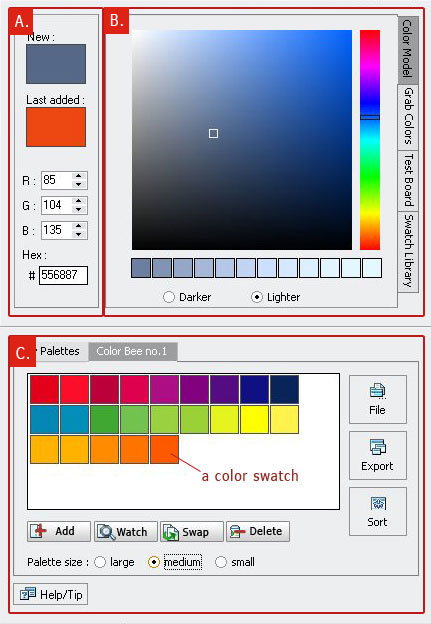 A.
New :
Last added :
R : 85
G : 104
B : 135
Hex :
# 556887
B.
Color Model
Grab Colors
Test Board
Swatch Library
Darker
Lighter
C.
Palettes
Color Bee no.1
a color swatch
File
Export
Sort
Add
Watch
Swap
Delete
Palette size : large medium small
Help/Tip